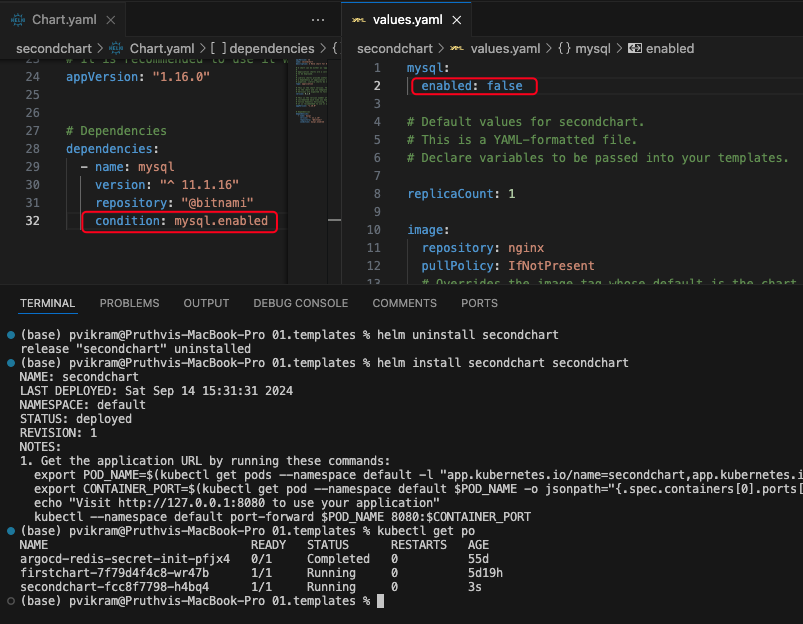 Chart.yaml
secondchart > Chart.yaml > [ ] dependencies > {
23 # It is recommended to use it w
24 appVersion: "1.16.0"
25
26
27 # Dependencies
28 dependencies:
29 - name: mysql
30 version: "^ 11.1.16"
31 repository: "@bitnami"
32 condition: mysql.enabled
values.yaml
secondchart > values.yaml > {} mysql > enabled
1 mysql:
2 enabled: false
3
4 # Default values for secondchart.
5 # This is a YAML-formatted file.
6 # Declare variables to be passed into your templates.
7
8 replicaCount: 1
9
10 image:
11 repository: nginx
12 pullPolicy: IfNotPresent
13 # Overrides the image tag whose default is the chart
TERMINAL PROBLEMS OUTPUT DEBUG CONSOLE COMMENTS PORTS
(base) pvikram@Pruthvis-MacBook-Pro 01.templates % helm uninstall secondchart
release "secondchart" uninstalled
(base) pvikram@Pruthvis-MacBook-Pro 01.templates % helm install secondchart secondchart
NAME: secondchart
LAST DEPLOYED: Sat Sep 14 15:31:31 2024
NAMESPACE: default
STATUS: deployed
REVISION: 1
NOTES:
1. Get the application URL by running these commands:
export POD_NAME=$(kubectl get pods --namespace default -l "app.kubernetes.io/name=secondchart,app.kubernetes.i
export CONTAINER_PORT=$(kubectl get pod --namespace default $POD_NAME -o jsonpath="{.spec.containers[0].ports[
echo "Visit http://127.0.0.1:8080 to use your application"
kubectl --namespace default port-forward $POD_NAME 8080:$CONTAINER_PORT
(base) pvikram@Pruthvis-MacBook-Pro 01.templates % kubectl get po
NAME READY STATUS RESTARTS AGE
argocd-redis-secret-init-pfjx4 0/1 Completed 0 55d
firstchart-7f79d4f4c8-wr47b 1/1 Running 0 5d19h
secondchart-fcc8f7798-h4bq4 1/1 Running 0 3s
(base) pvikram@Pruthvis-MacBook-Pro 01.templates %